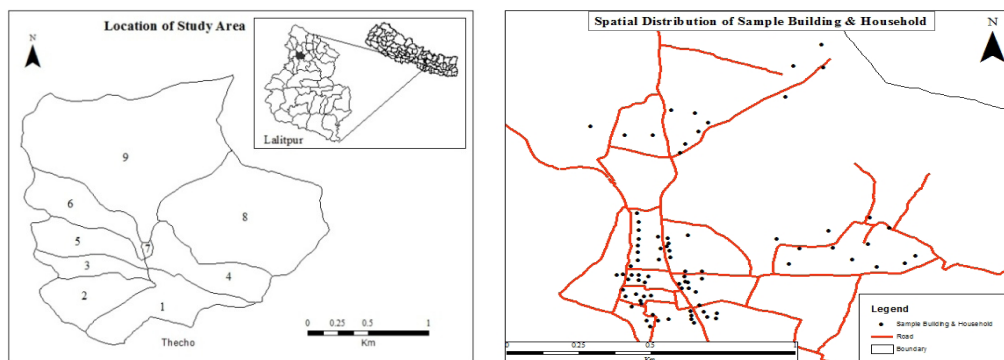 Location of Study Area
N
Lalitpur
9
6
8
5
7
3
4
2
1
Thecho
0 0.25 0.5 1
Km
Spatial Distribution of Sample Building & Household
N
Legend
Sample Building & Household
Road
Boundary
0 0.25 0.5 1
Km